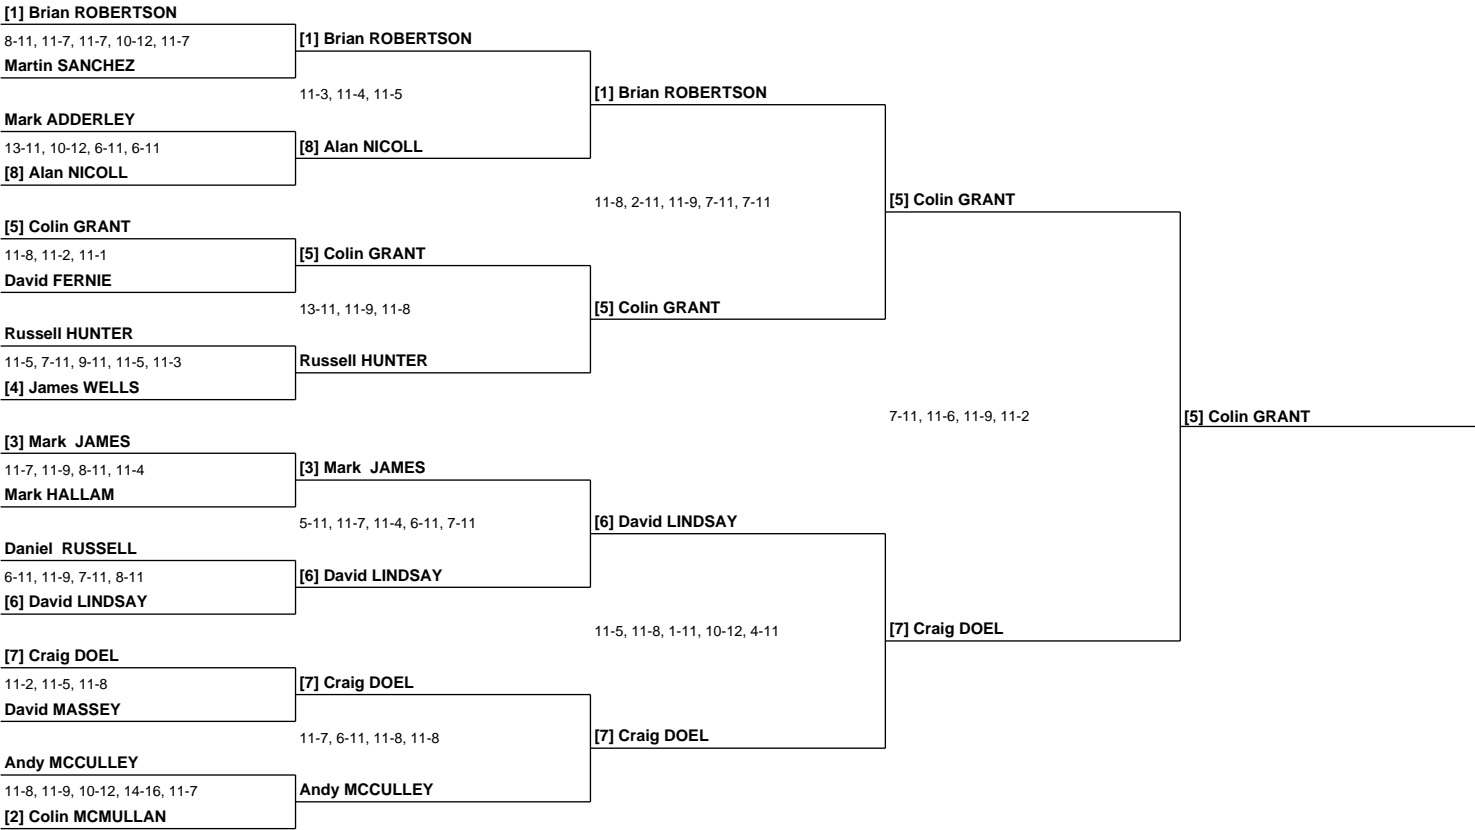 [1] Brian ROBERTSON
8-11, 11-7, 11-7, 10-12, 11-7
Martin SANCHEZ
Mark ADDERLEY
13-11, 10-12, 6-11, 6-11
[8] Alan NICOLL
[5] Colin GRANT
11-8, 11-2, 11-1
David FERNIE
Russell HUNTER
11-5, 7-11, 9-11, 11-5, 11-3
[4] James WELLS
[3] Mark  JAMES
11-7, 11-9, 8-11, 11-4
Mark HALLAM
Daniel  RUSSELL
6-11, 11-9, 7-11, 8-11
[6] David LINDSAY
[7] Craig DOEL
11-2, 11-5, 11-8
David MASSEY
Andy MCCULLEY
11-8, 11-9, 10-12, 14-16, 11-7
[2] Colin MCMULLAN
[1] Brian ROBERTSON
11-3, 11-4, 11-5
[8] Alan NICOLL
[5] Colin GRANT
13-11, 11-9, 11-8
Russell HUNTER
[3] Mark  JAMES
5-11, 11-7, 11-4, 6-11, 7-11
[6] David LINDSAY
[7] Craig DOEL
11-7, 6-11, 11-8, 11-8
Andy MCCULLEY
[1] Brian ROBERTSON
11-8, 2-11, 11-9, 7-11, 7-11
[5] Colin GRANT
[6] David LINDSAY
11-5, 11-8, 1-11, 10-12, 4-11
[7] Craig DOEL
[5] Colin GRANT
7-11, 11-6, 11-9, 11-2
[7] Craig DOEL
[5] Colin GRANT